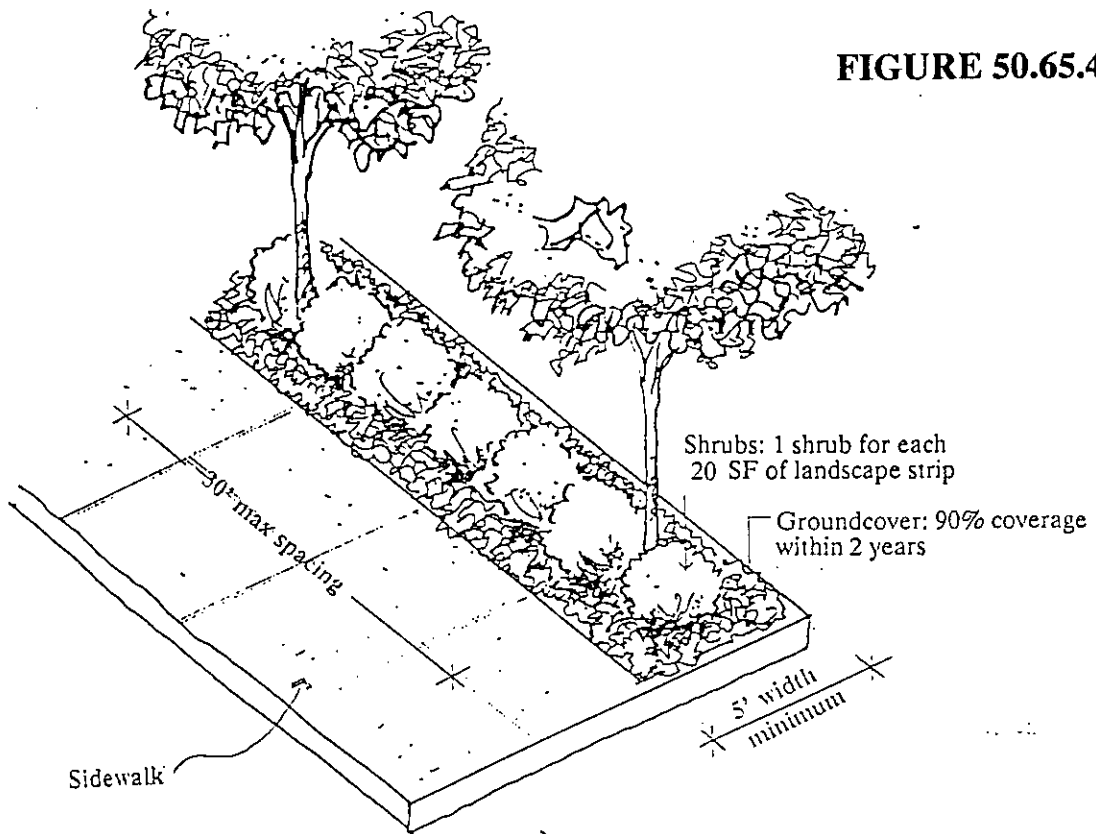 FIGURE 50.65.4
Shrubs: 1 shrub for each
20 SF of landscape strip
Groundcover: 90% coverage
within 2 years
30' max spacing
5' width
minimum
Sidewalk